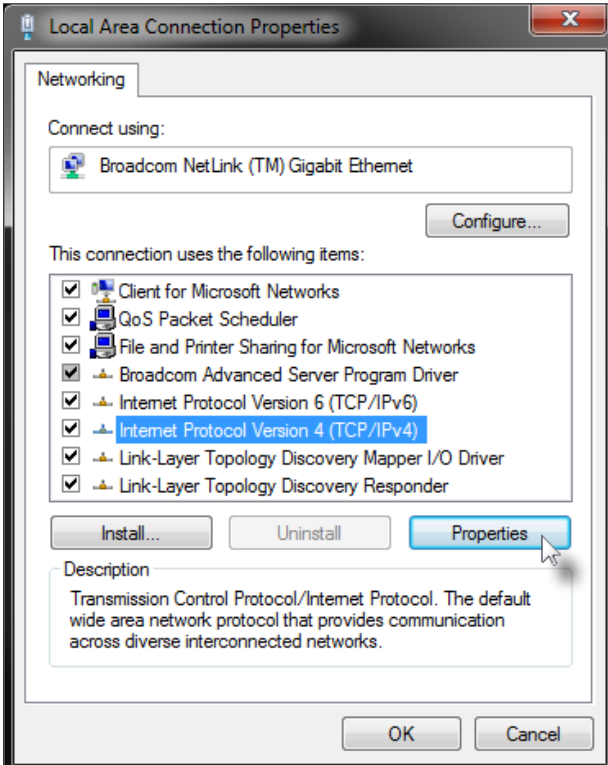 Local Area Connection Properties
Networking
Connect using:
Broadcom NetLink (TM) Gigabit Ethernet
Configure...
This connection uses the following items:
Client for Microsoft Networks
QoS Packet Scheduler
File and Printer Sharing for Microsoft Networks
Broadcom Advanced Server Program Driver
Internet Protocol Version 6 (TCP/IPv6)
Internet Protocol Version 4 (TCP/IPv4)
Link-Layer Topology Discovery Mapper I/O Driver
Link-Layer Topology Discovery Responder
Install... Uninstall Properties
Description
Transmission Control Protocol/Internet Protocol. The default
wide area network protocol that provides communication
across diverse interconnected networks.
OK Cancel